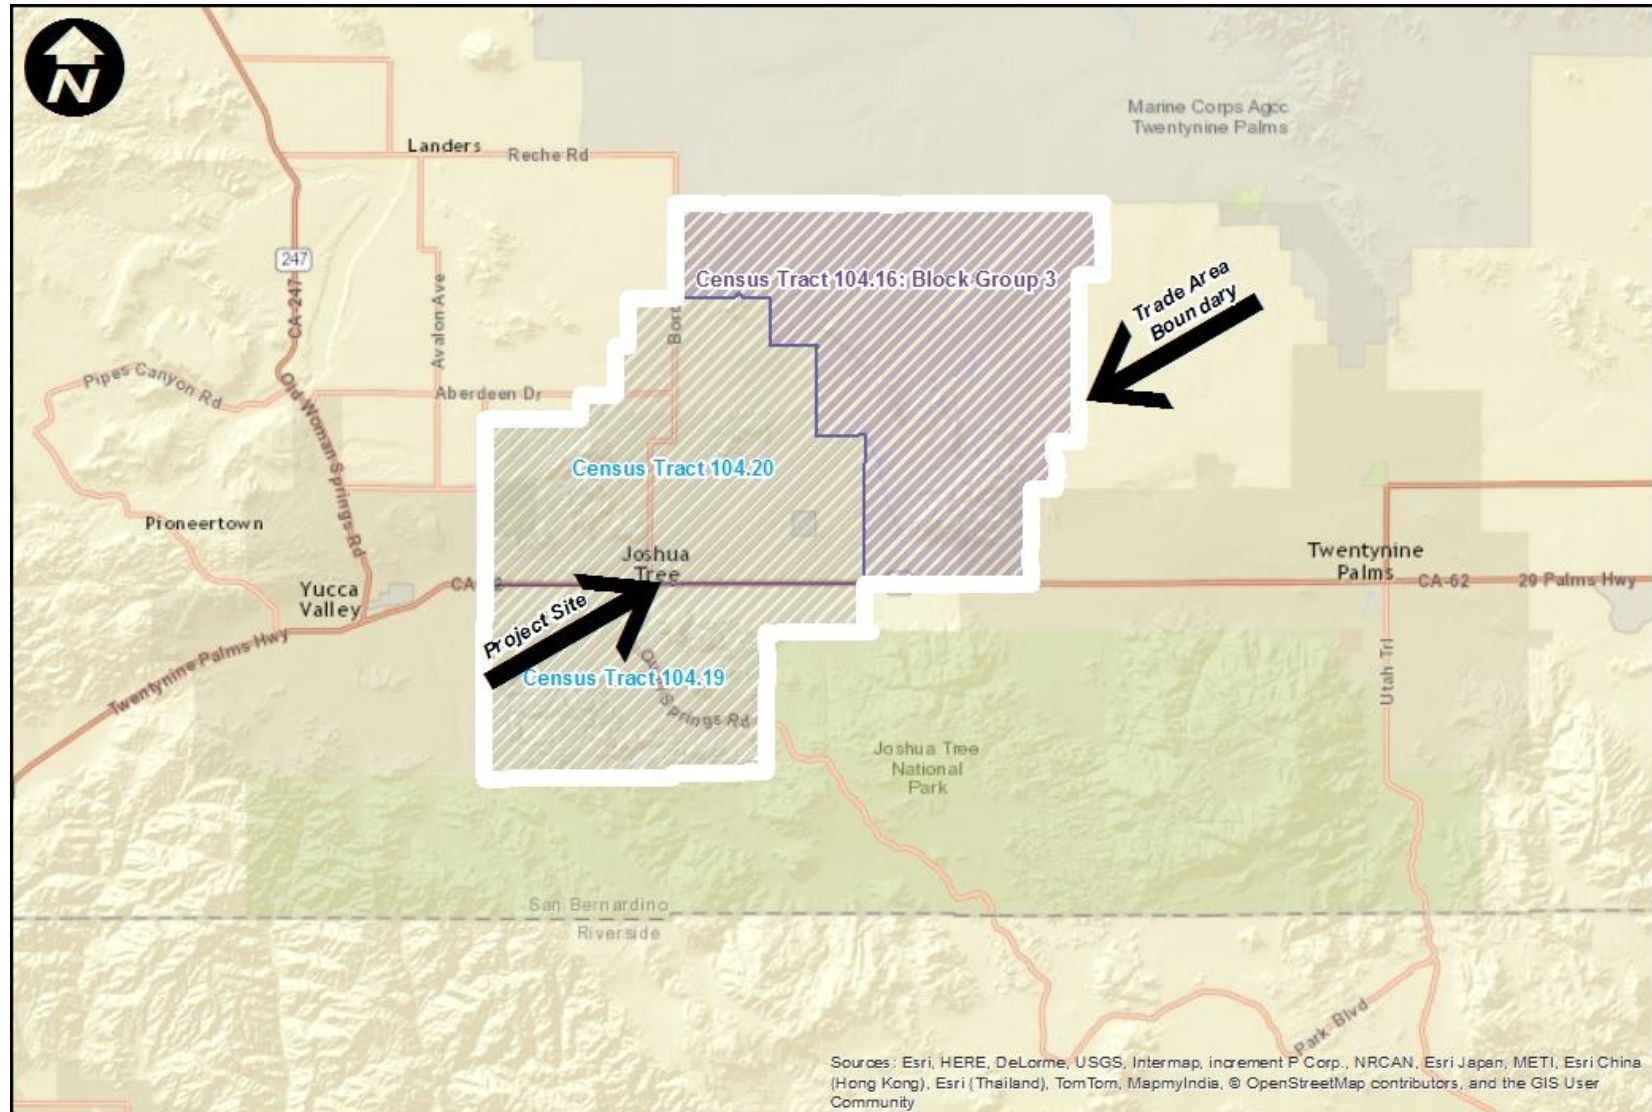 N
Marine Corps Agcc
Twentynine Palms
Landers
Reche Rd
247
CA-247
Census Tract 104.16: Block Group 3
Trade Area
Boundary
Avalon Ave
Pipes Canyon Rd
Aberdeen Dr
Old Woman Springs Rd
Census Tract 104.20
Pioneertown
Joshua
Tree
Twentynine
Palms
Yucca
Valley
CA-62
29 Palms Hwy
Project Site
Twentynine Palms Hwy
Census Tract 104.19
Springs Rd
Utah Trl
Joshua Tree
National
Park
San Bernardino
Riverside
Park Blvd
Sources: Esri, HERE, DeLorme, USGS, Intermap, increment P Corp., NRCAN, Esri Japan, METI, Esri China
(Hong Kong), Esri (Thailand), TomTom, MapmyIndia, © OpenStreetMap contributors, and the GIS User
Community